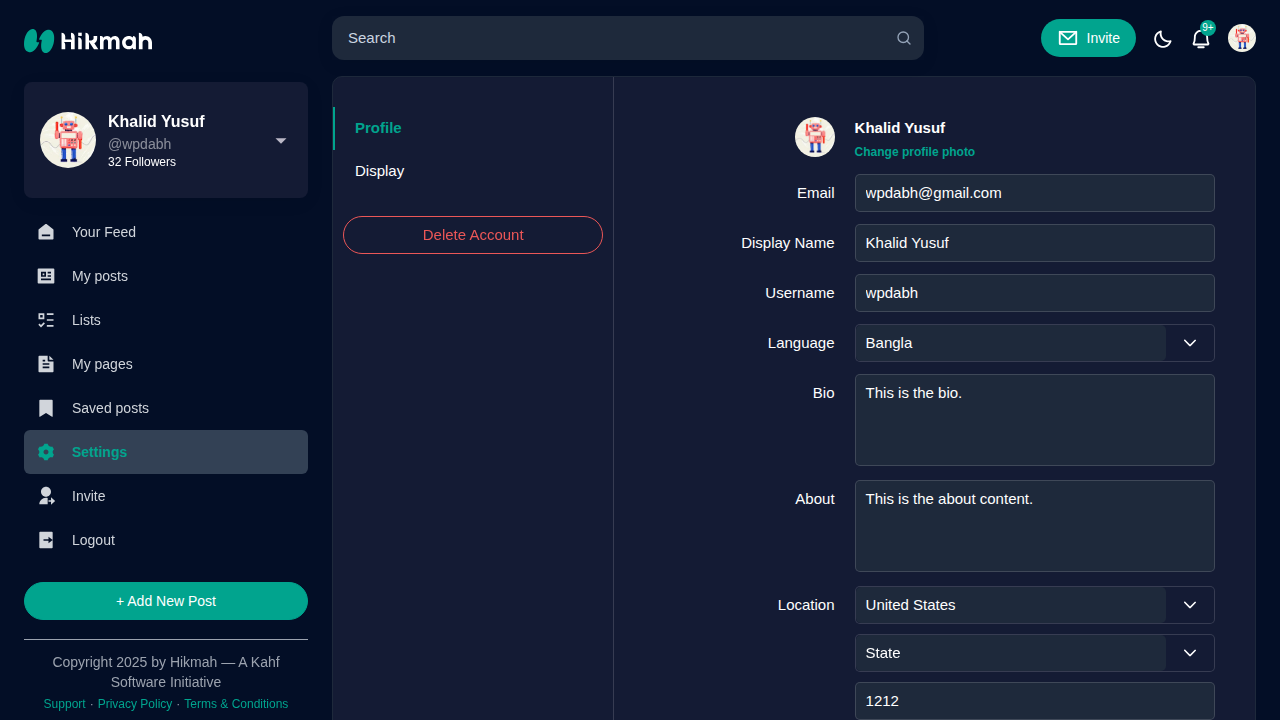 Hikmah
Search
Invite
9+
Khalid Yusuf
@wpdabh
32 Followers
Your Feed
My posts
Lists
My pages
Saved posts
Settings
Invite
Logout
+ Add New Post
Copyright 2025 by Hikmah — A Kahf
Software Initiative
Support · Privacy Policy · Terms & Conditions
Profile
Display
Delete Account
Khalid Yusuf
Change profile photo
Email
wpdabh@gmail.com
Display Name
Khalid Yusuf
Username
wpdabh
Language
Bangla
Bio
This is the bio.
About
This is the about content.
Location
United States
State
1212